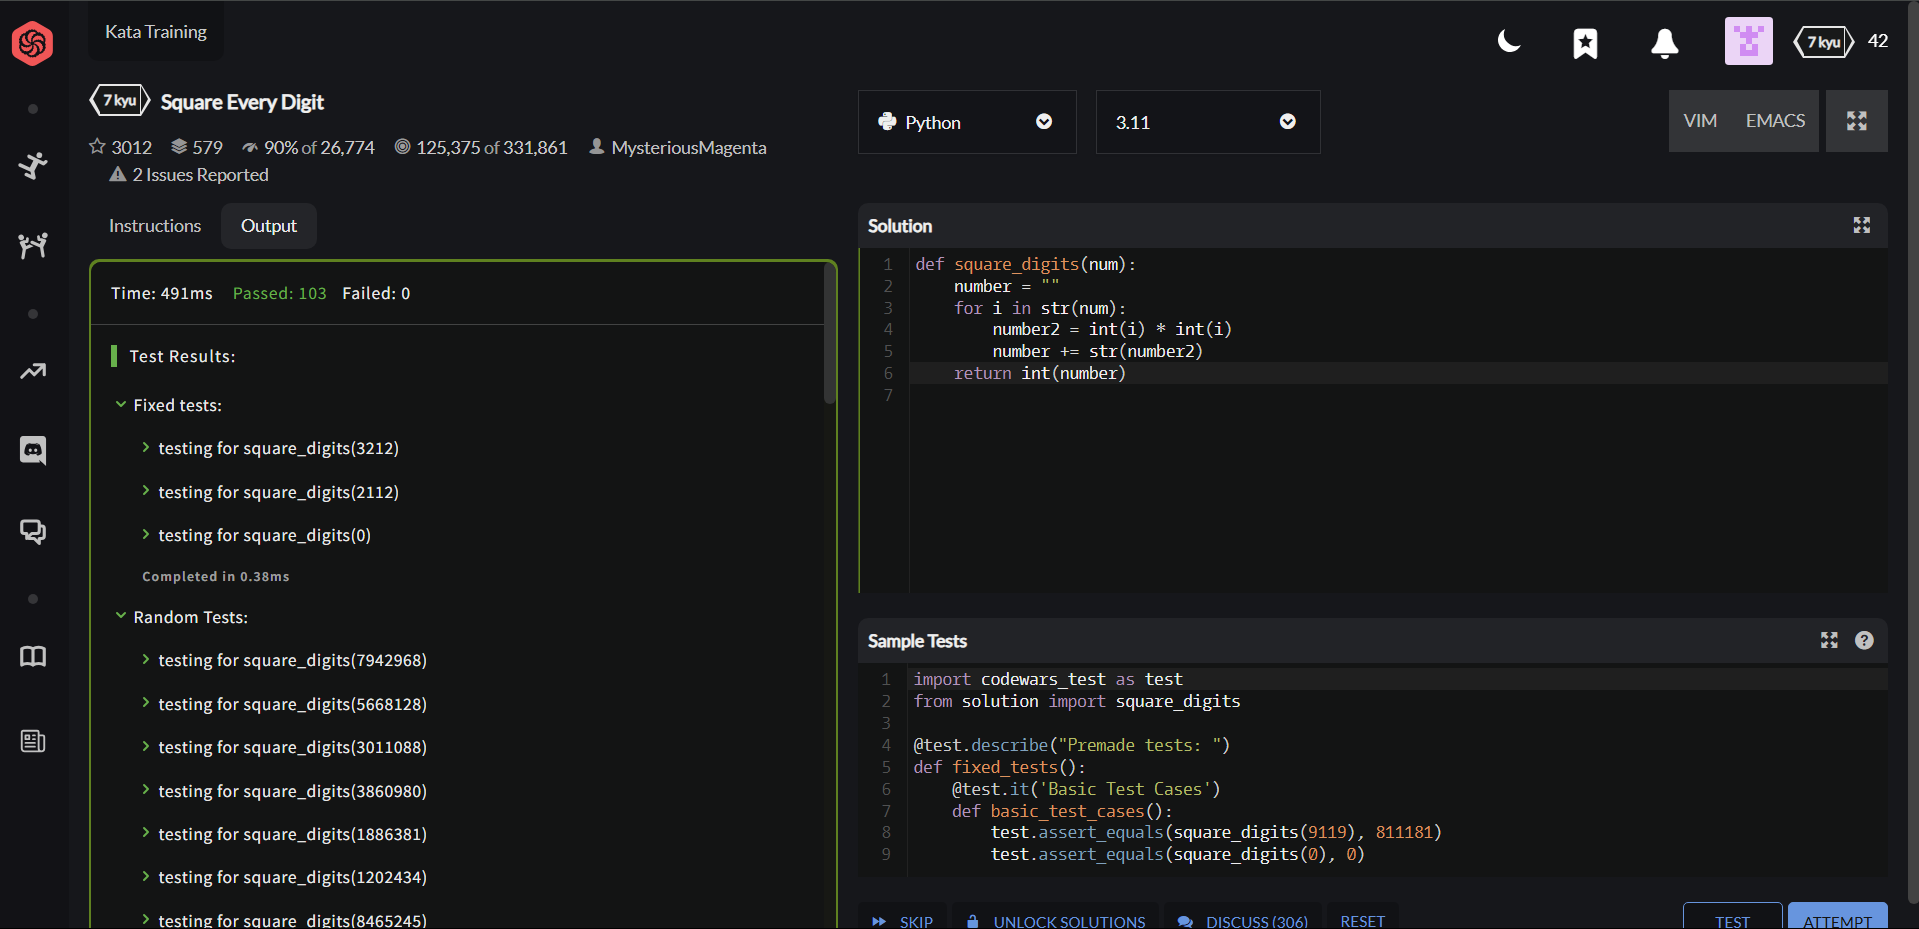 Kata Training
7 kyu 42
7 kyu Square Every Digit
3012 579 90% of 26,774 125,375 of 331,861 MysteriousMagenta
2 Issues Reported
Instructions Output
Time: 491ms Passed: 103 Failed: 0
Test Results:
Fixed tests:
testing for square_digits(3212)
testing for square_digits(2112)
testing for square_digits(0)
Completed in 0.38ms
Random Tests:
testing for square_digits(7942968)
testing for square_digits(5668128)
testing for square_digits(3011088)
testing for square_digits(3860980)
testing for square_digits(1886381)
testing for square_digits(1202434)
testing for square_digits(8465245)
Python 3.11 VIM EMACS
Solution
1 def square_digits(num):
2     number = ""
3     for i in str(num):
4         number2 = int(i) * int(i)
5         number += str(number2)
6     return int(number)
7
Sample Tests
1 import codewars_test as test
2 from solution import square_digits
3
4 @test.describe("Premade tests: ")
5 def fixed_tests():
6     @test.it('Basic Test Cases')
7     def basic_test_cases():
8         test.assert_equals(square_digits(9119), 811181)
9         test.assert_equals(square_digits(0), 0)
SKIP UNLOCK SOLUTIONS DISCUSS (306) RESET TEST ATTEMPT